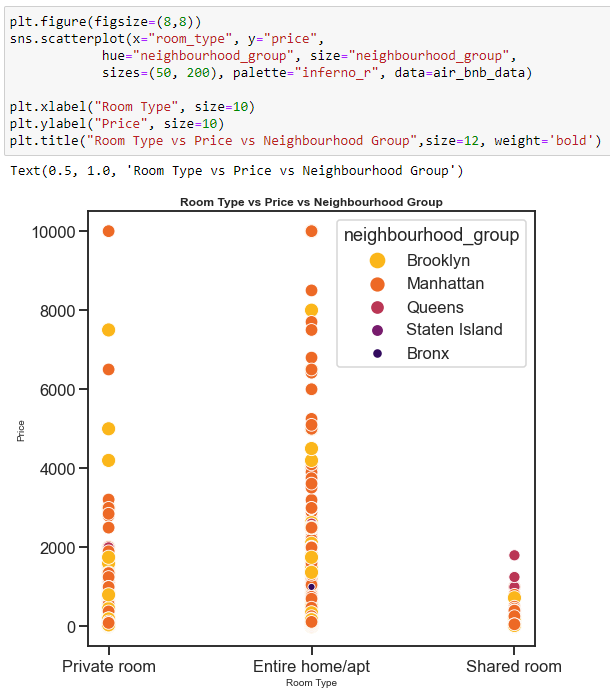 plt.figure(figsize=(8,8))
sns.scatterplot(x="room_type", y="price",
hue="neighbourhood_group", size="neighbourhood_group",
sizes=(50, 200), palette="inferno_r", data=air_bnb_data)
plt.xlabel("Room Type", size=10)
plt.ylabel("Price", size=10)
plt.title("Room Type vs Price vs Neighbourhood Group",size=12, weight='bold')
Text(0.5, 1.0, 'Room Type vs Price vs Neighbourhood Group')
Room Type vs Price vs Neighbourhood Group
neighbourhood_group
Brooklyn
Manhattan
Queens
Staten Island
Bronx
10000
8000
6000
4000
2000
0
Price
Private room
Entire home/apt
Shared room
Room Type